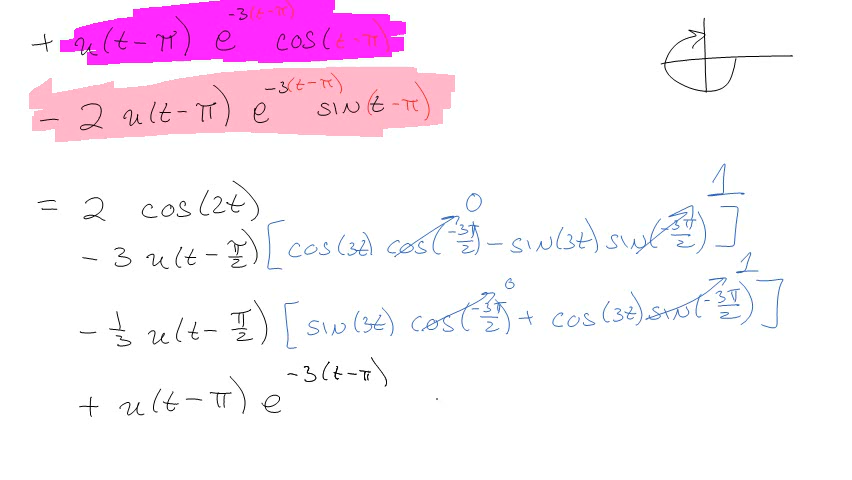 + u(t-π) e^{-3(t-π)} cos(t-π)
- 2 u(t-π) e^{-3(t-π)} sin(t-π)
= 2 cos(2t)
- 3 u(t-π/2) [cos(3t) cos(-3π/2) - sin(3t) sin(-3π/2)] 0 1
- 1/3 u(t-π/2) [sin(3t) cos(-3π/2) + cos(3t) sin(-3π/2)] 0 1
+ u(t-π) e^{-3(t-π)}